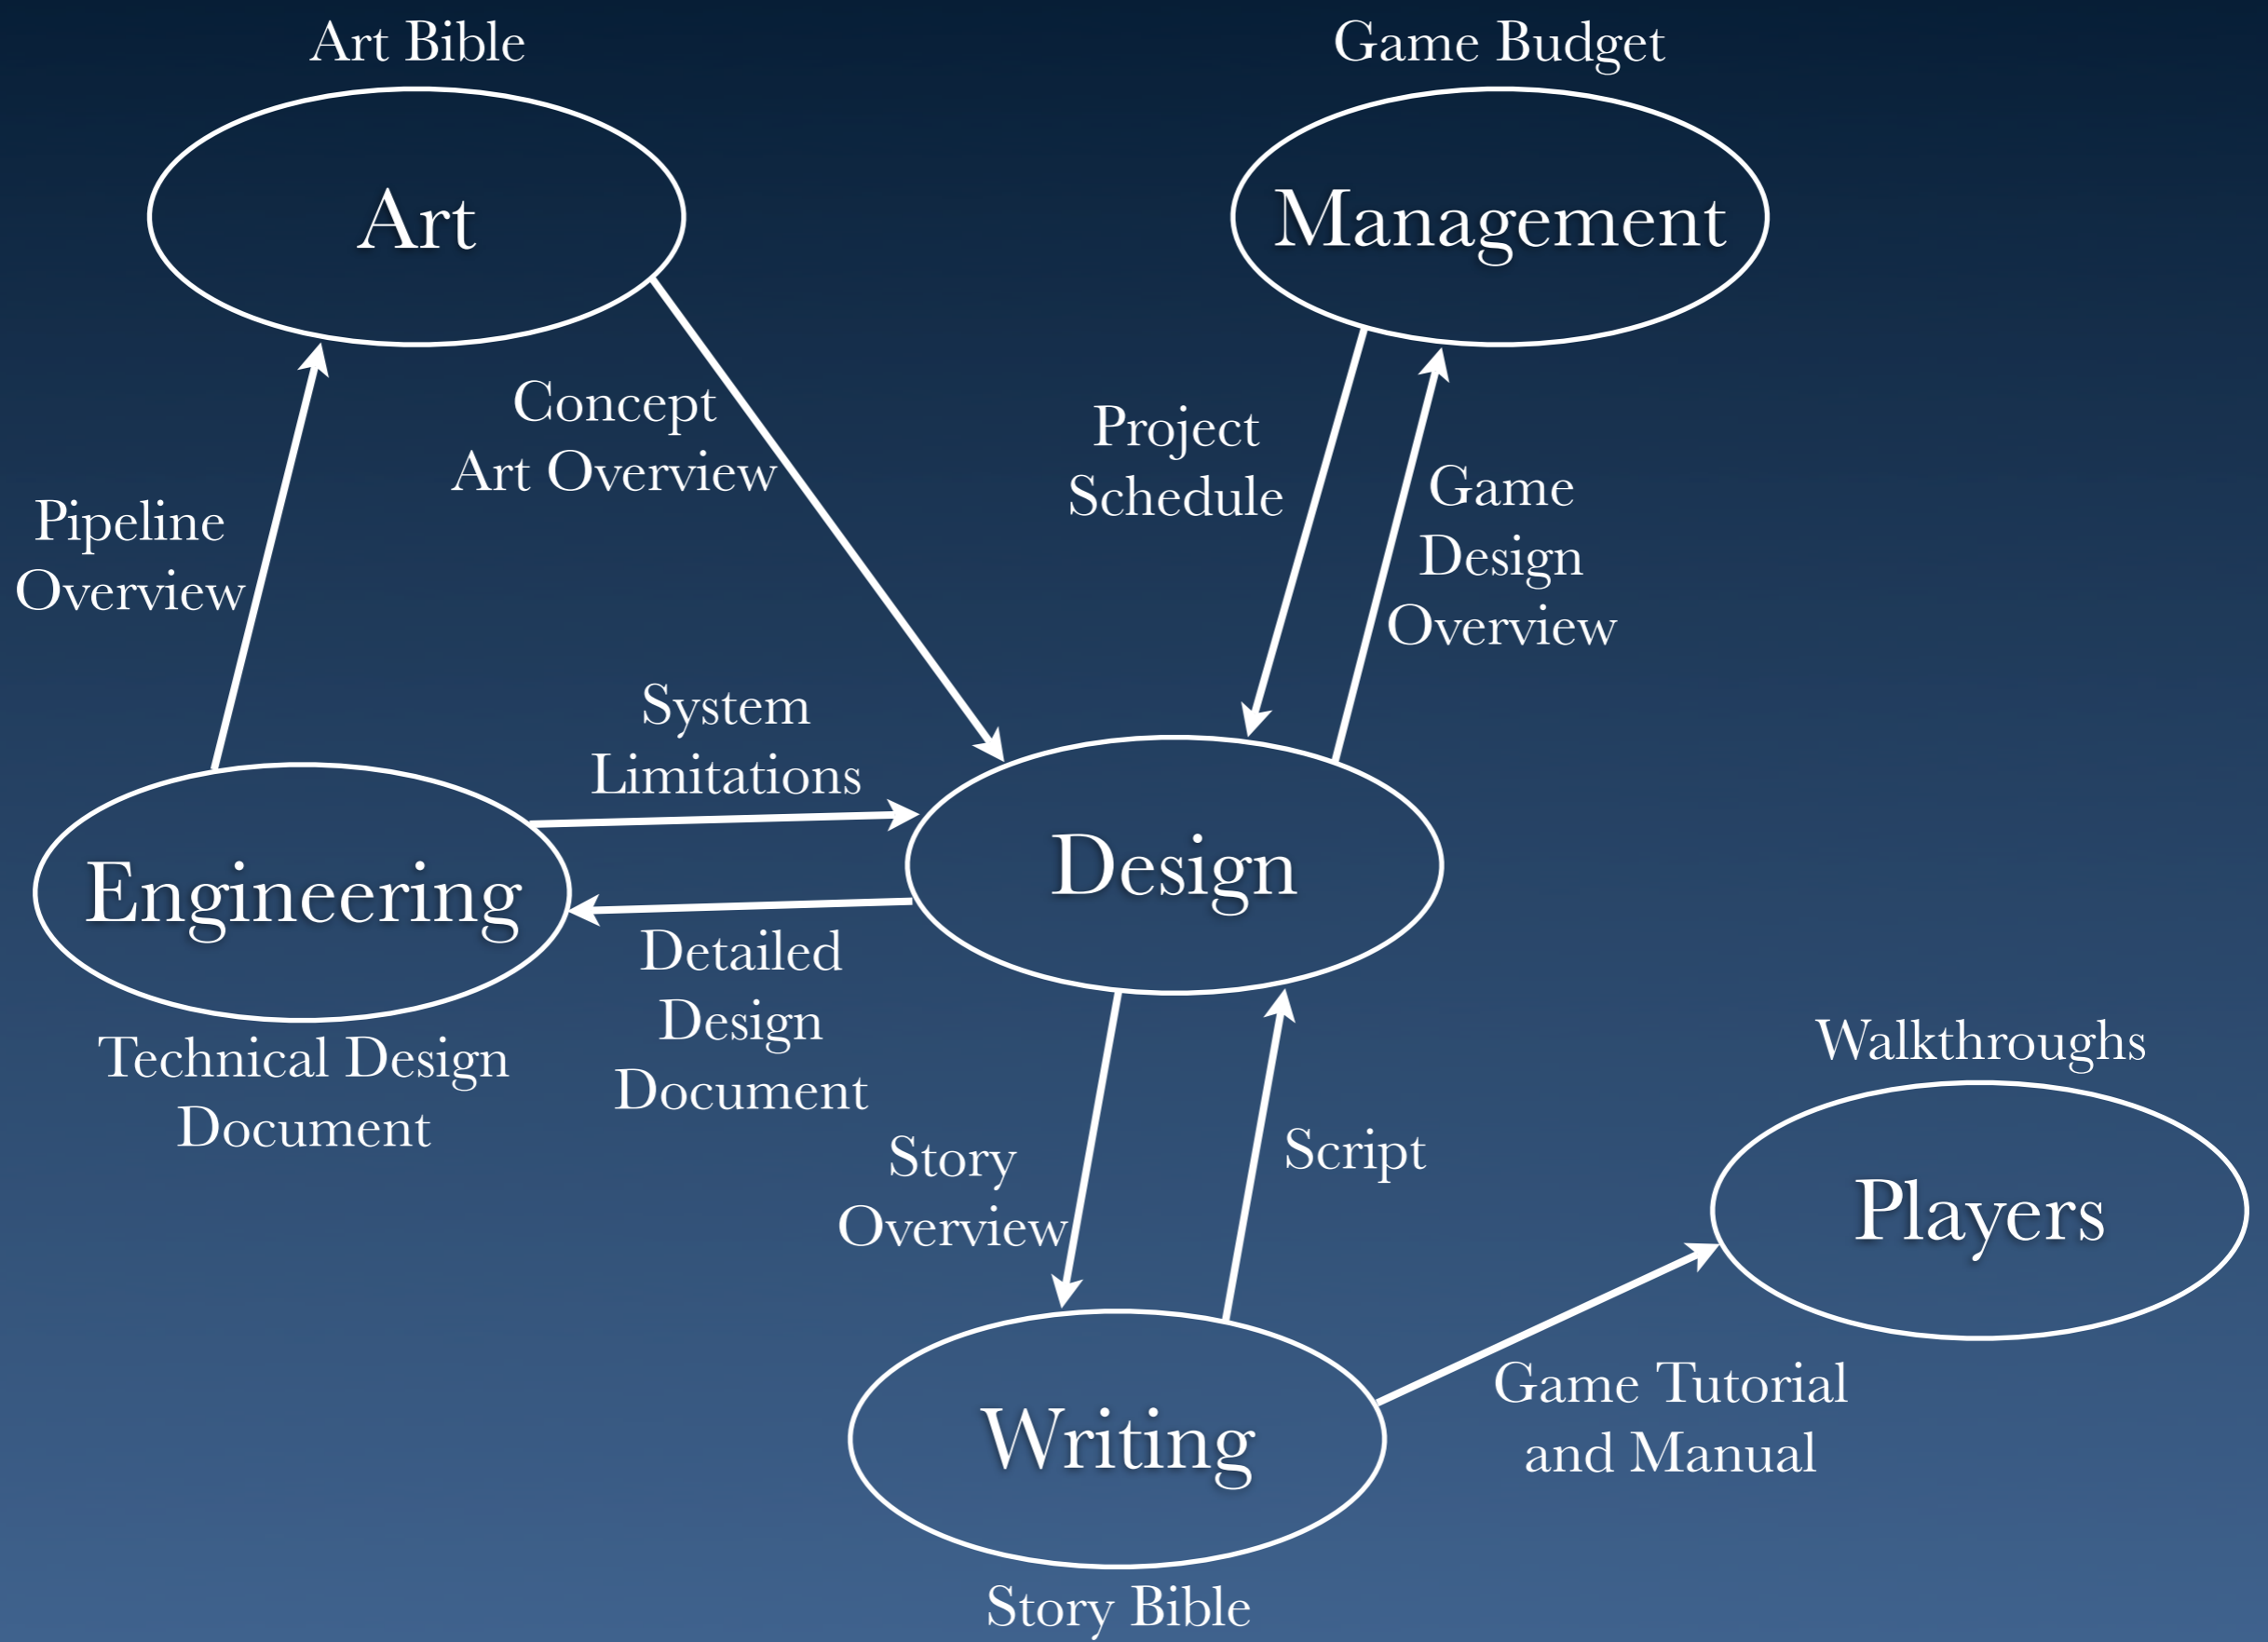 Art Bible
Game Budget
Art
Management
Concept
Art Overview
Project
Schedule
Game
Design
Overview
Pipeline
Overview
System
Limitations
Engineering
Design
Detailed
Design
Document
Technical Design
Document
Story
Overview
Script
Walkthroughs
Players
Game Tutorial
and Manual
Writing
Story Bible